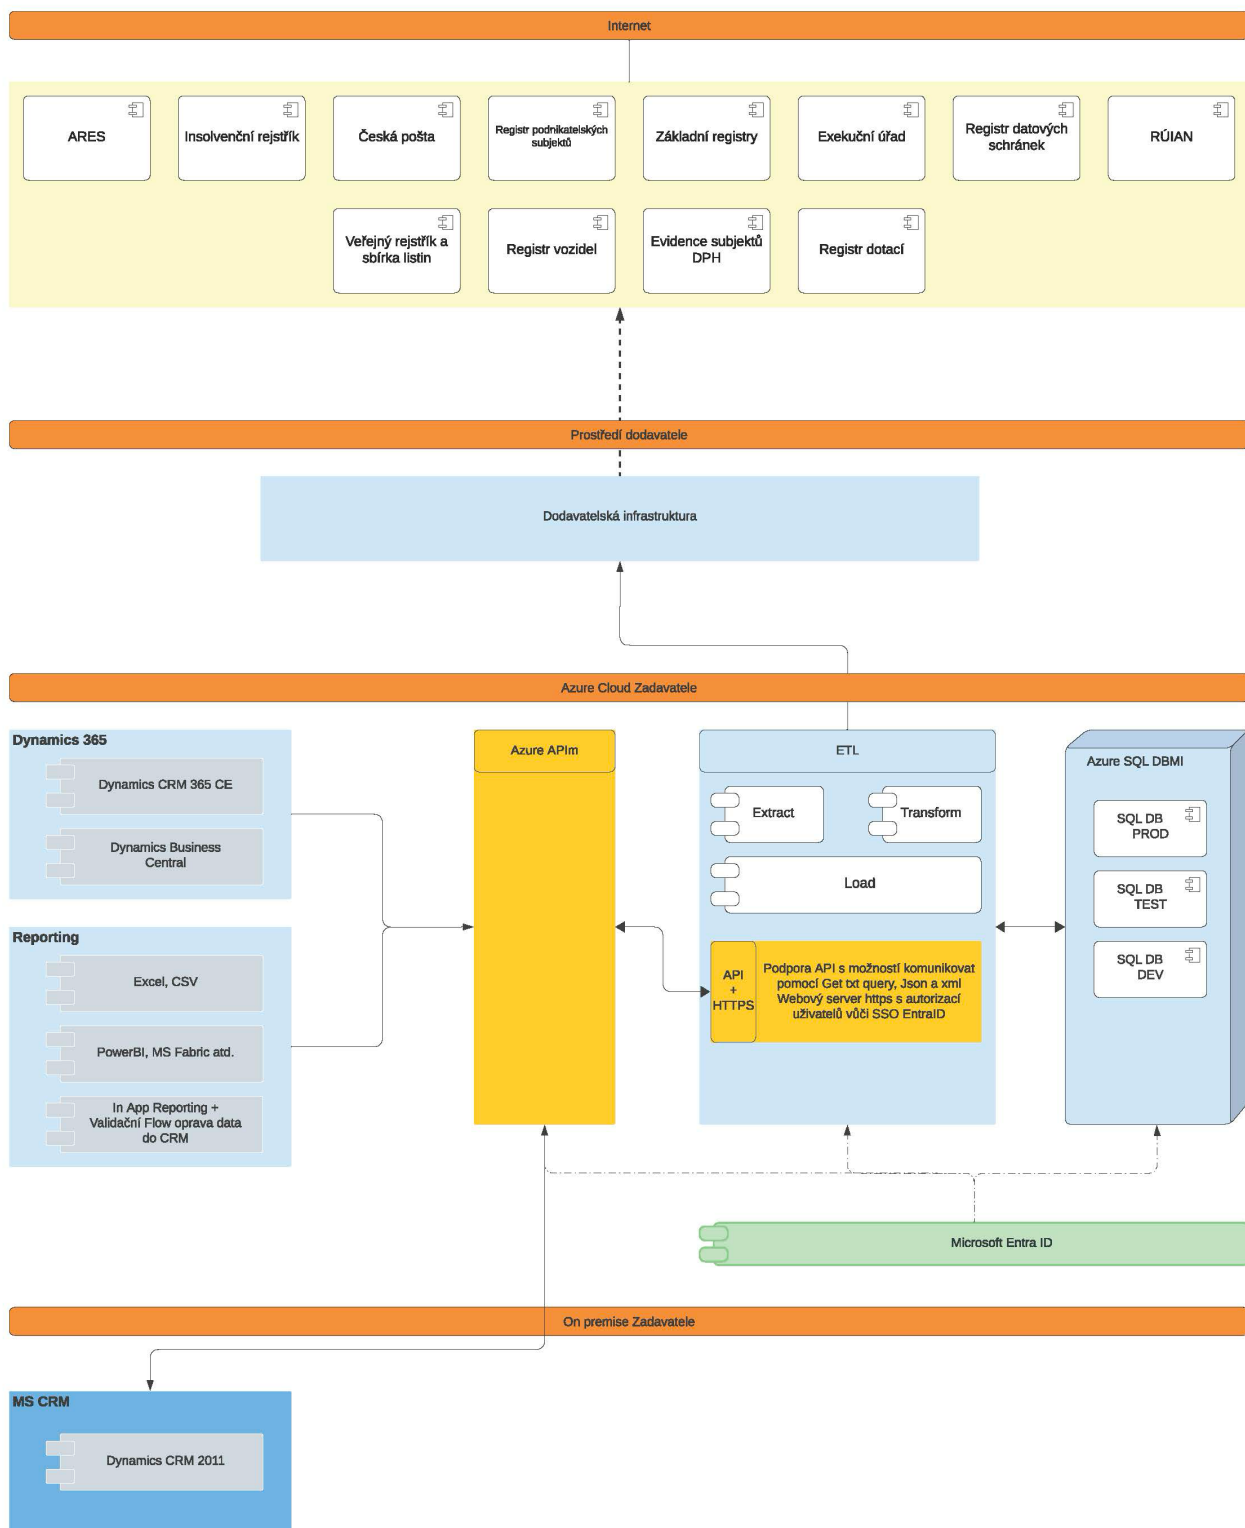 Internet
ARES
Insolvenční rejstřík
Česká pošta
Registr podnikatelských
subjektů
Základní registry
Exekuční úřad
Registr datových
schránek
RÚIAN
Veřejný rejstřík a
sbírka listin
Registr vozidel
Evidence subjektů
DPH
Registr dotací
Prostředí dodavatele
Dodavatelská infrastruktura
Azure Cloud Zadavatele
Dynamics 365
Dynamics CRM 365 CE
Dynamics Business
Central
Reporting
Excel, CSV
PowerBI, MS Fabric atd.
In App Reporting +
Validační Flow oprava data
do CRM
Azure APIm
ETL
Extract
Transform
Load
API
+
HTTPS
Podpora API s možností komunikovat
pomocí Get txt query, Json a xml
Webový server https s autorizací
uživatelů vůči SSO EntraID
Azure SQL DBMI
SQL DB
PROD
SQL DB
TEST
SQL DB
DEV
Microsoft Entra ID
On premise Zadavatele
MS CRM
Dynamics CRM 2011